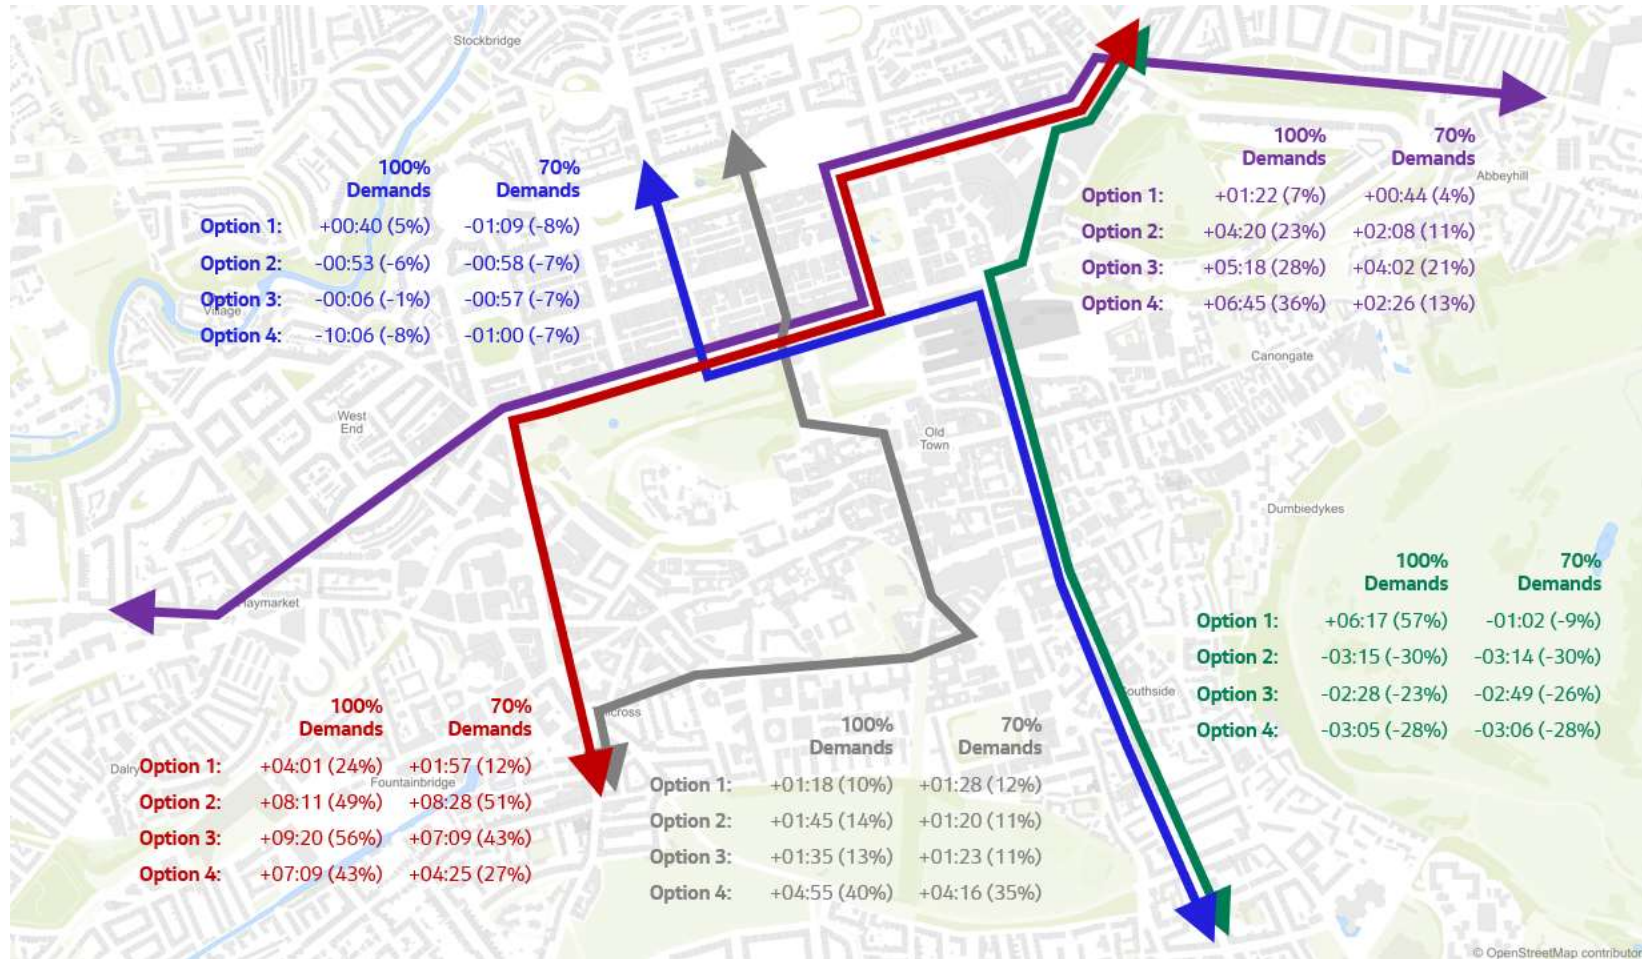 Stockbridge
100% 70%
Demands Demands
Option 1: +00:40 (5%) -01:09 (-8%)
Option 2: -00:53 (-6%) -00:58 (-7%)
Option 3: -00:06 (-1%) -00:57 (-7%)
Village
Option 4: -10:06 (-8%) -01:00 (-7%)
100% 70%
Demands Demands
Abbeyhill
Option 1: +01:22 (7%) +00:44 (4%)
Option 2: +04:20 (23%) +02:08 (11%)
Option 3: +05:18 (28%) +04:02 (21%)
Option 4: +06:45 (36%) +02:26 (13%)
Canongate
West
End
Old
Town
Dumbiedykes
aymarket
100% 70%
Demands Demands
Option 1: +06:17 (57%) -01:02 (-9%)
Option 2: -03:15 (-30%) -03:14 (-30%)
Option 3: -02:28 (-23%) -02:49 (-26%)
Option 4: -03:05 (-28%) -03:06 (-28%)
outhside
lcross
100% 70%
Demands Demands
Dalry
Option 1: +04:01 (24%) +01:57 (12%)
Fountainbridge
Option 2: +08:11 (49%) +08:28 (51%)
Option 3: +09:20 (56%) +07:09 (43%)
Option 4: +07:09 (43%) +04:25 (27%)
100% 70%
Demands Demands
Option 1: +01:18 (10%) +01:28 (12%)
Option 2: +01:45 (14%) +01:20 (11%)
Option 3: +01:35 (13%) +01:23 (11%)
Option 4: +04:55 (40%) +04:16 (35%)
© OpenStreetMap contributor